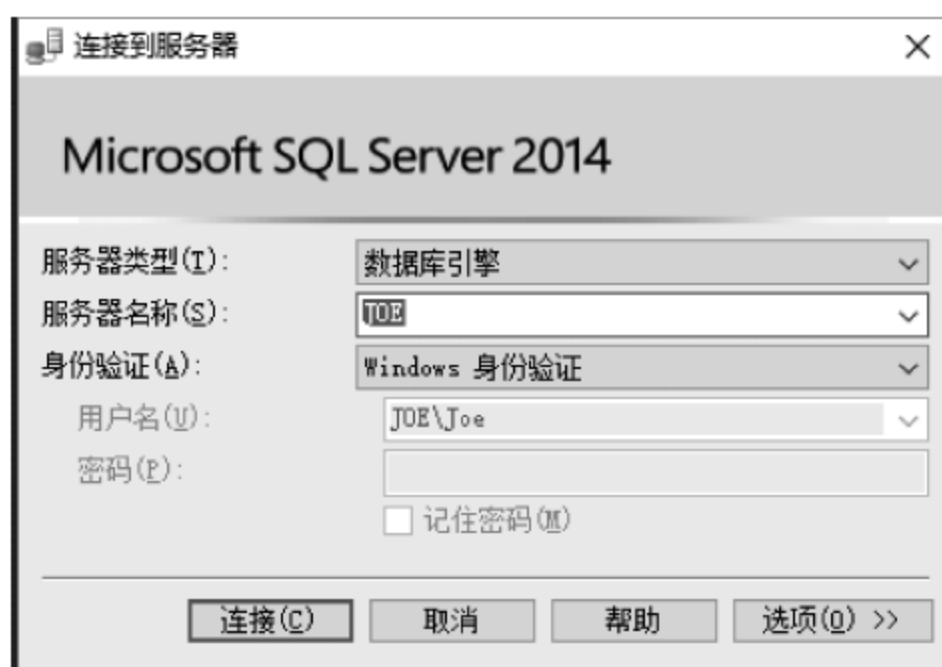 连接到服务器
Microsoft SQL Server 2014
服务器类型(T): 数据库引擎
服务器名称(S): JOE
身份验证(A): Windows 身份验证
用户名(U): JOE\Joe
密码(P):
记住密码(M)
连接(C) 取消 帮助 选项(O) >>